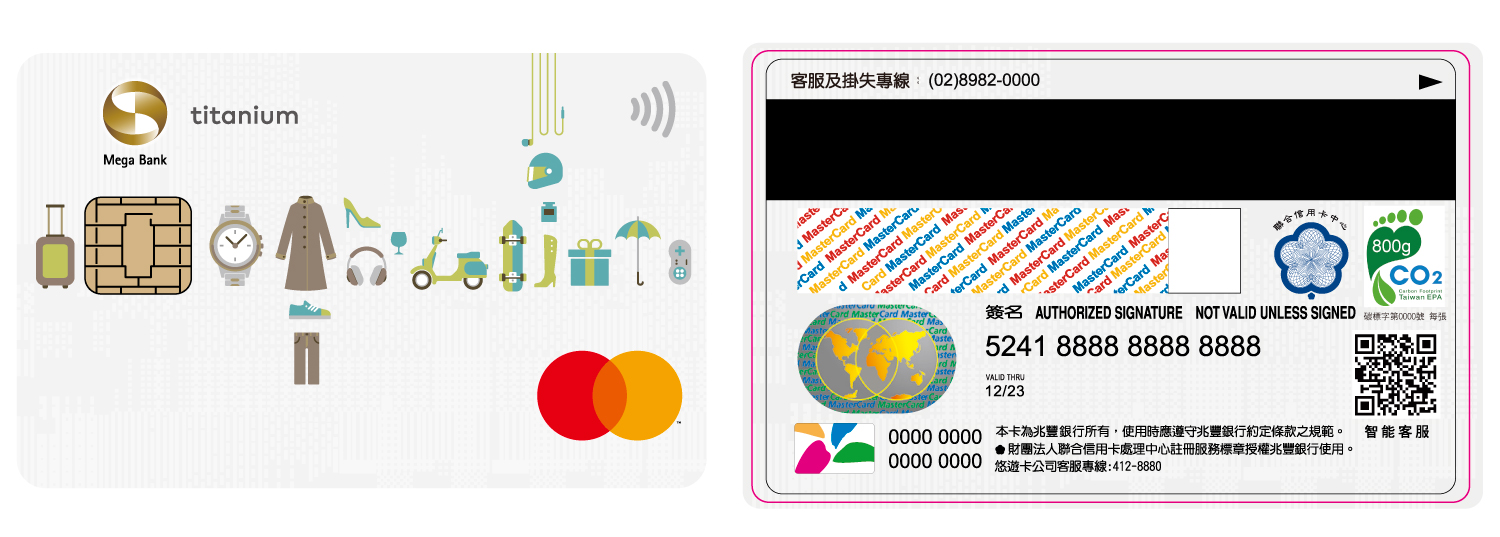 titanium
Mega Bank
客服及掛失專線：(02)8982-0000
MasterCard MasterCard MasterCard
聯合信用卡中心
800g
CO2
Carbon Footprint
Taiwan EPA
碳標字第0000號 每張
簽名 AUTHORIZED SIGNATURE NOT VALID UNLESS SIGNED
5241 8888 8888 8888
VALID THRU
12/23
智能客服
0000 0000
0000 0000
本卡為兆豐銀行所有，使用時應遵守兆豐銀行約定條款之規範。
●財團法人聯合信用卡處理中心註冊服務標章授權兆豐銀行使用。
悠遊卡公司客服專線:412-8880